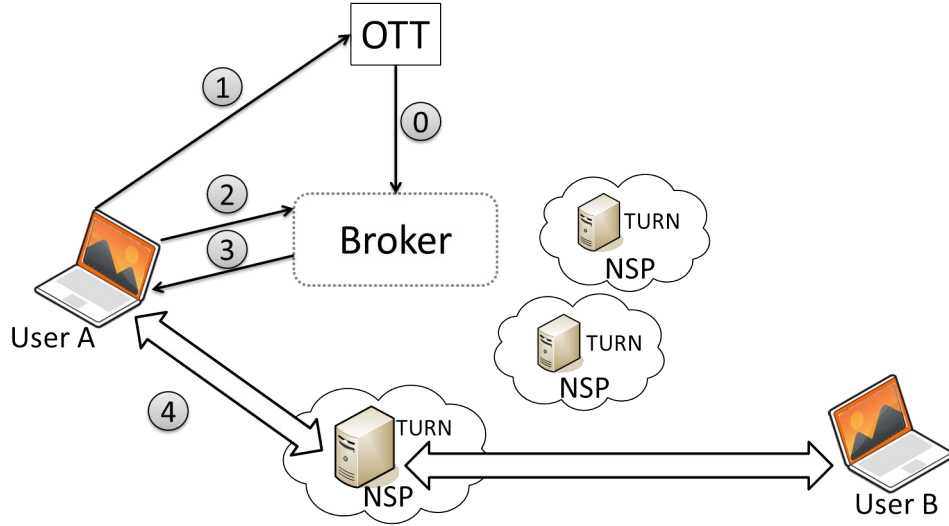 OTT
1
0
2
Broker
3
TURN
NSP
User A
TURN
NSP
4
TURN
NSP
User B